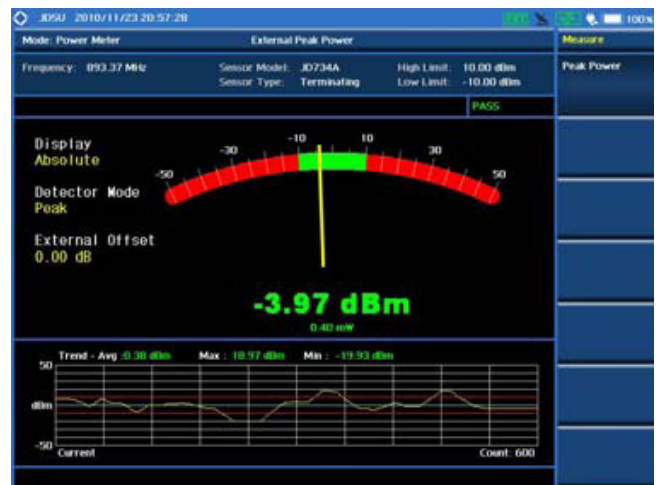 JDSU 2010/11/23 20:57:28
100%
Mode: Power Meter External Peak Power
Measure
Frequency: 893.37 MHz
Sensor Model: JD734A
High Limit: 10.00 dBm
Sensor Type: Terminating
Low Limit: -10.00 dBm
Peak Power
PASS
Display
Absolute
Detector Mode
Peak
External Offset
0.00 dB
-50 -30 -10 10 30 50
-3.97 dBm
0.40 mW
Trend - Avg :0.38 dBm Max : 18.97 dBm Min : -19.93 dBm
50
dBm
-50
Current Count: 600